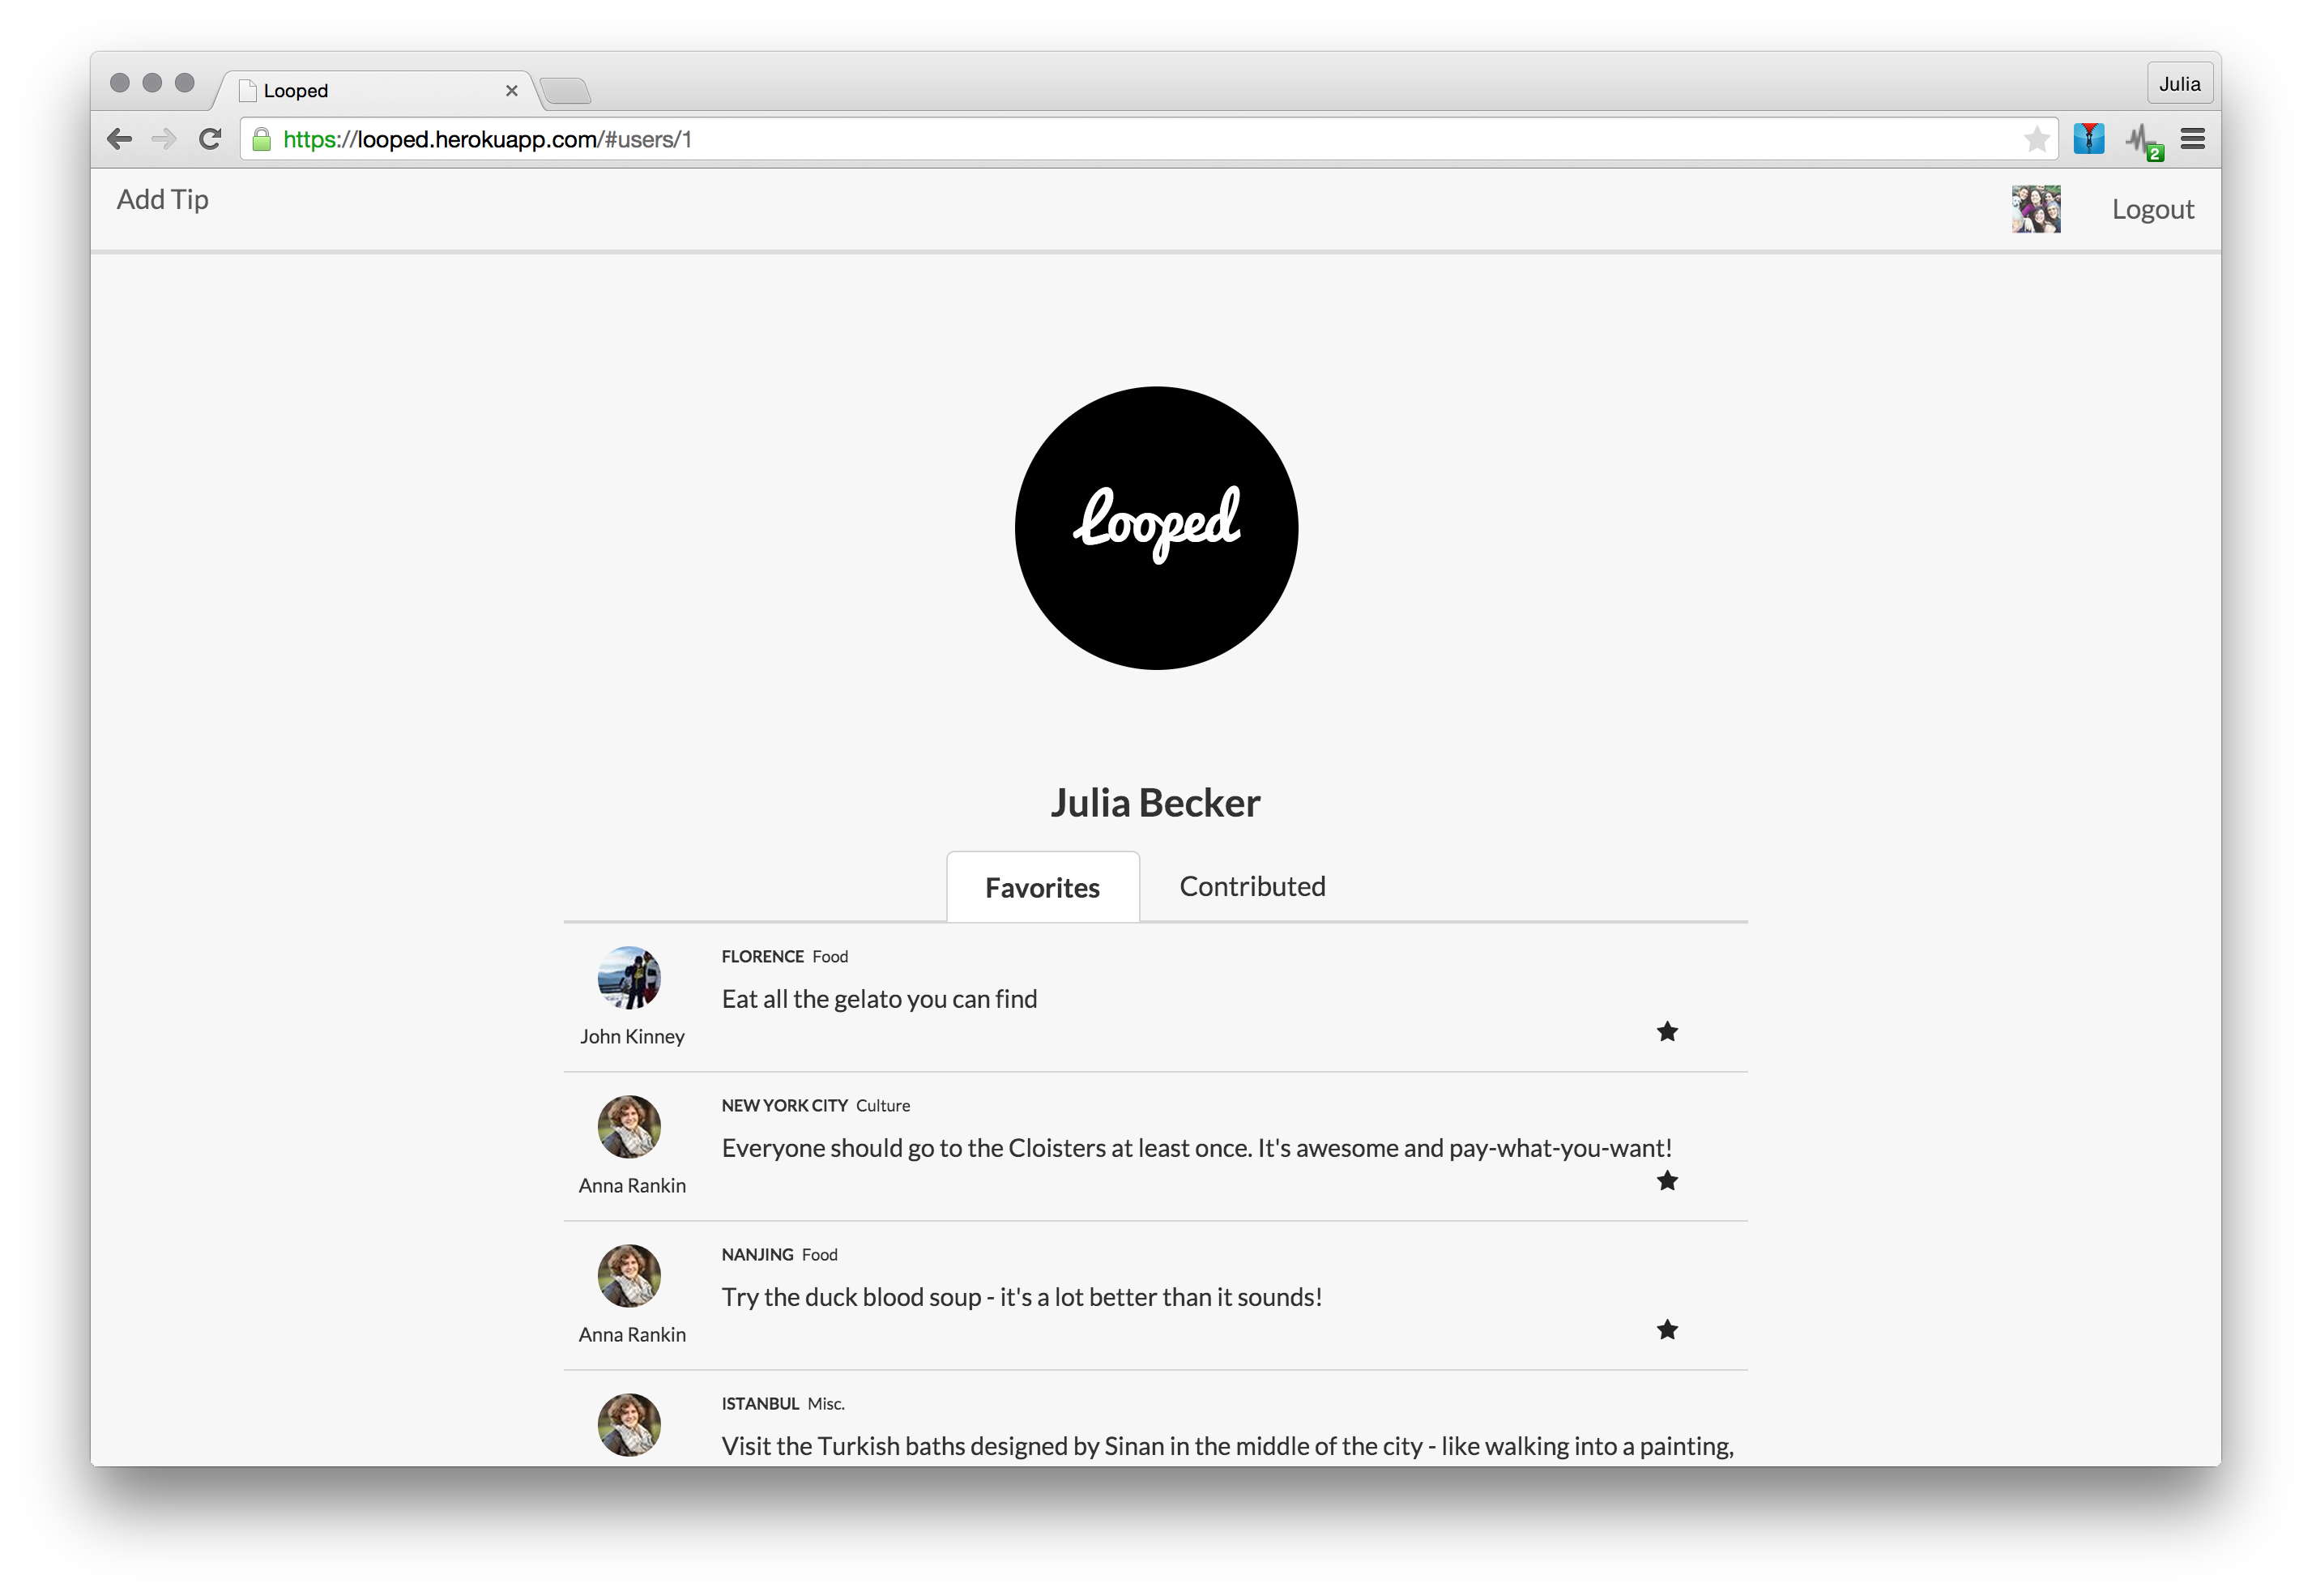 Looped
Julia
https://looped.herokuapp.com/#users/1
2
Add Tip
Logout
Looped
Julia Becker
Favorites Contributed
FLORENCE Food
Eat all the gelato you can find
John Kinney
NEW YORK CITY Culture
Everyone should go to the Cloisters at least once. It's awesome and pay-what-you-want!
Anna Rankin
NANJING Food
Try the duck blood soup - it's a lot better than it sounds!
Anna Rankin
ISTANBUL Misc.
Visit the Turkish baths designed by Sinan in the middle of the city - like walking into a painting,